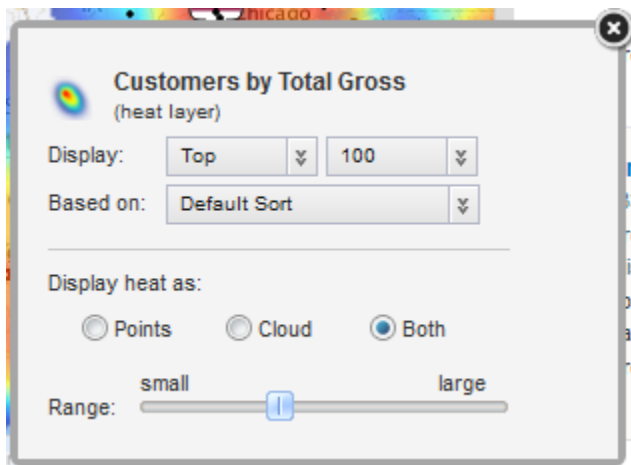 Chicago
Customers by Total Gross
(heat layer)
Display: Top 100
Based on: Default Sort
Display heat as:
Points Cloud Both
small large
Range: